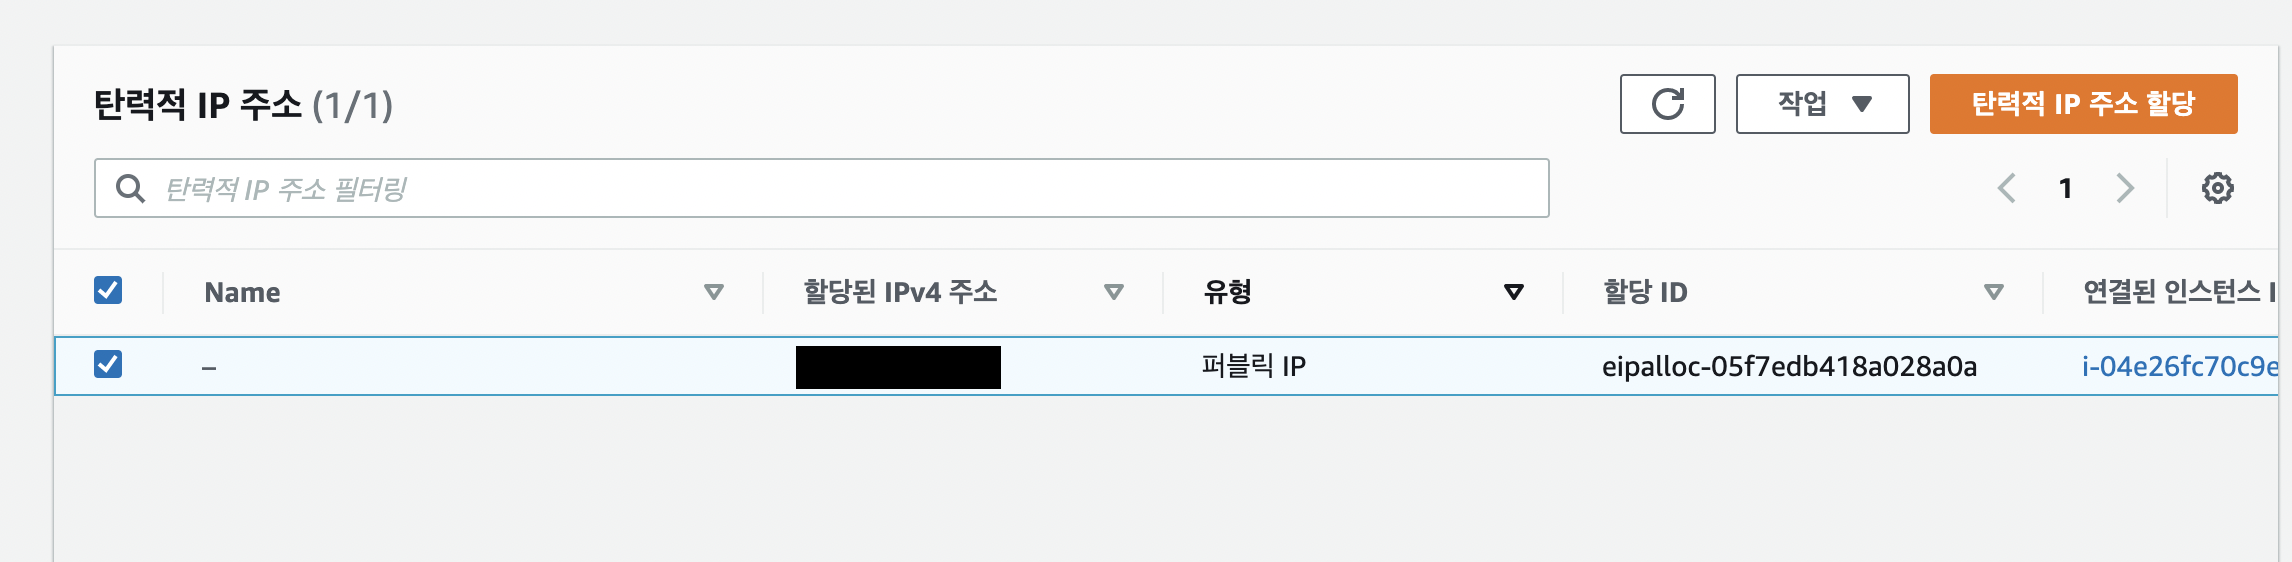 탄력적 IP 주소 (1/1)
작업
탄력적 IP 주소 할당
탄력적 IP 주소 필터링
1
Name
할당된 IPv4 주소
유형
할당 ID
연결된 인스턴스 I
–
퍼블릭 IP
eipalloc-05f7edb418a028a0a
i-04e26fc70c9e